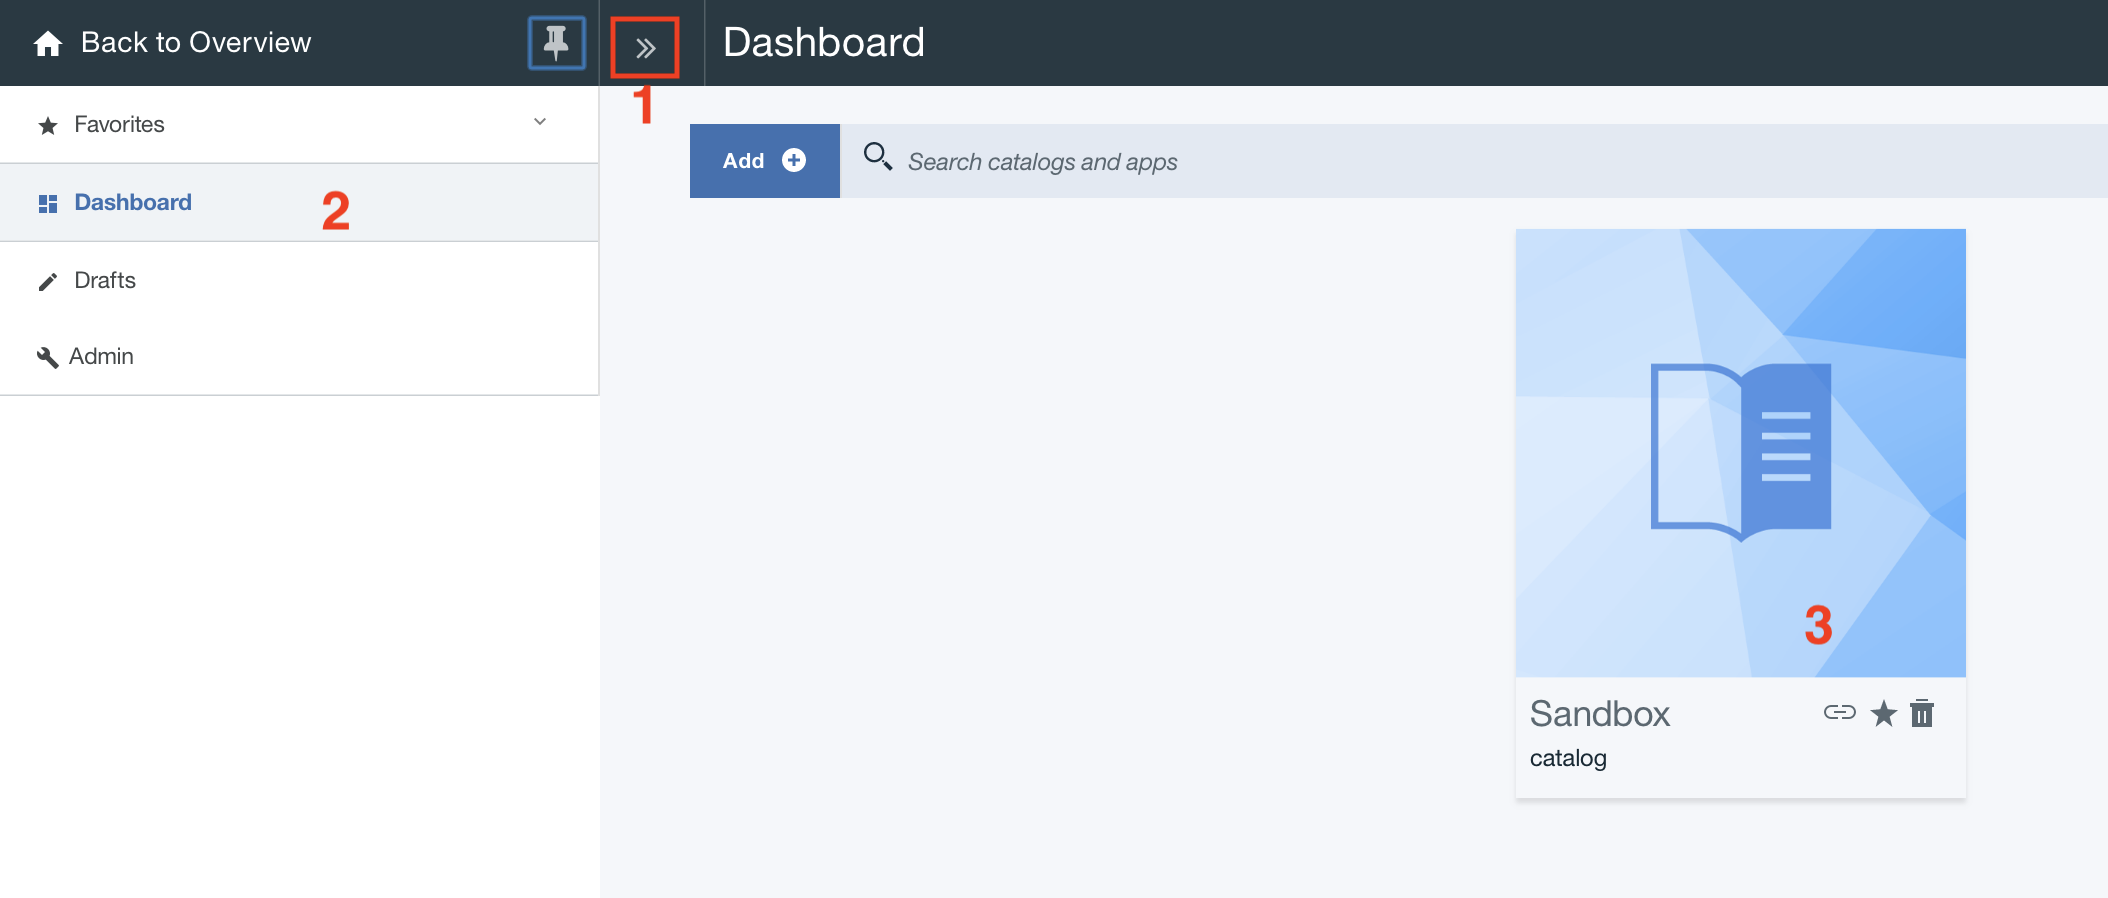 Back to Overview
Dashboard
1
Favorites
Add
Search catalogs and apps
Dashboard
2
Drafts
Admin
3
Sandbox
catalog